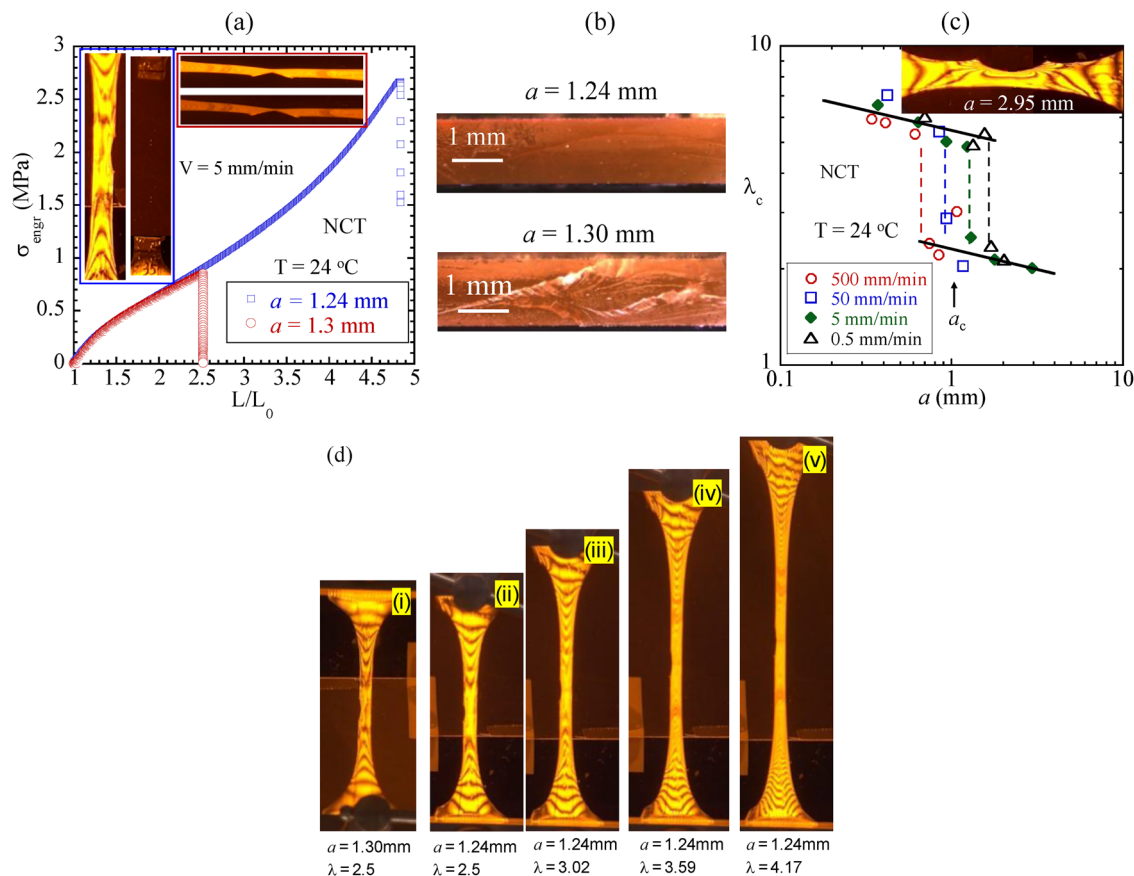 (a)
3
2.5
2
1.5
1
0.5
0
σengr (MPa)
V = 5 mm/min
NCT
T = 24 °C
a = 1.24 mm
a = 1.3 mm
1 1.5 2 2.5 3 3.5 4 4.5 5
L/L0
(b)
a = 1.24 mm
1 mm
a = 1.30 mm
1 mm
(c)
10
1
λc
a = 2.95 mm
NCT
T = 24 °C
500 mm/min
50 mm/min
5 mm/min
0.5 mm/min
ac
0.1 1 10
a (mm)
(d)
(i)
(ii)
(iii)
(iv)
(v)
a = 1.30mm
λ = 2.5
a = 1.24mm
λ = 2.5
a = 1.24mm
λ = 3.02
a = 1.24mm
λ = 3.59
a = 1.24mm
λ = 4.17